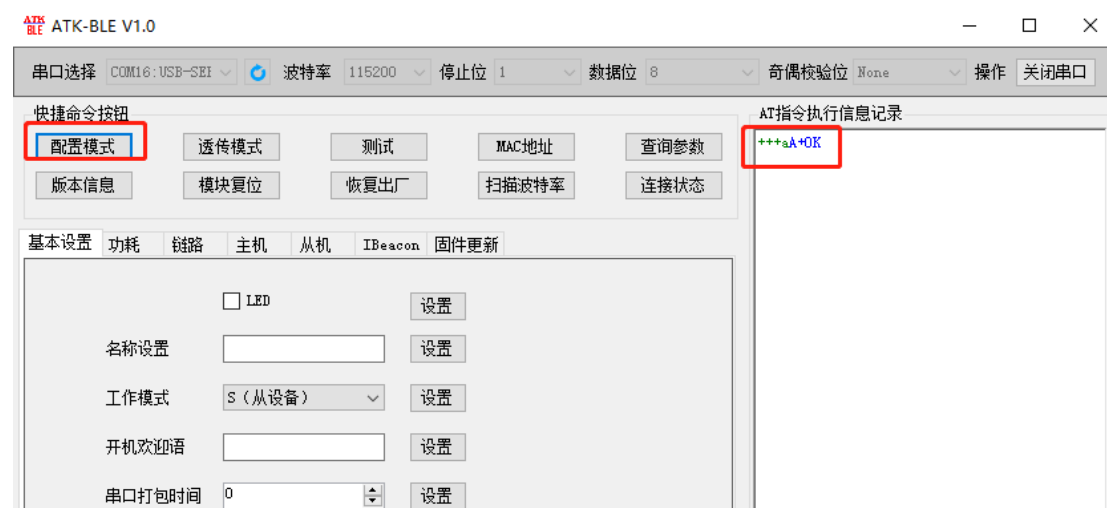 ATK BLE ATK-BLE V1.0
串口选择 COM16:USB-SEI 波特率 115200 停止位 1 数据位 8 奇偶校验位 None 操作 关闭串口
快捷命令按钮
配置模式 透传模式 测试 MAC地址 查询参数
版本信息 模块复位 恢复出厂 扫描波特率 连接状态
基本设置 功耗 链路 主机 从机 IBeacon 固件更新
LED 设置
名称设置 设置
工作模式 S（从设备） 设置
开机欢迎语 设置
串口打包时间 0 设置
AT指令执行信息记录
+++aA+OK